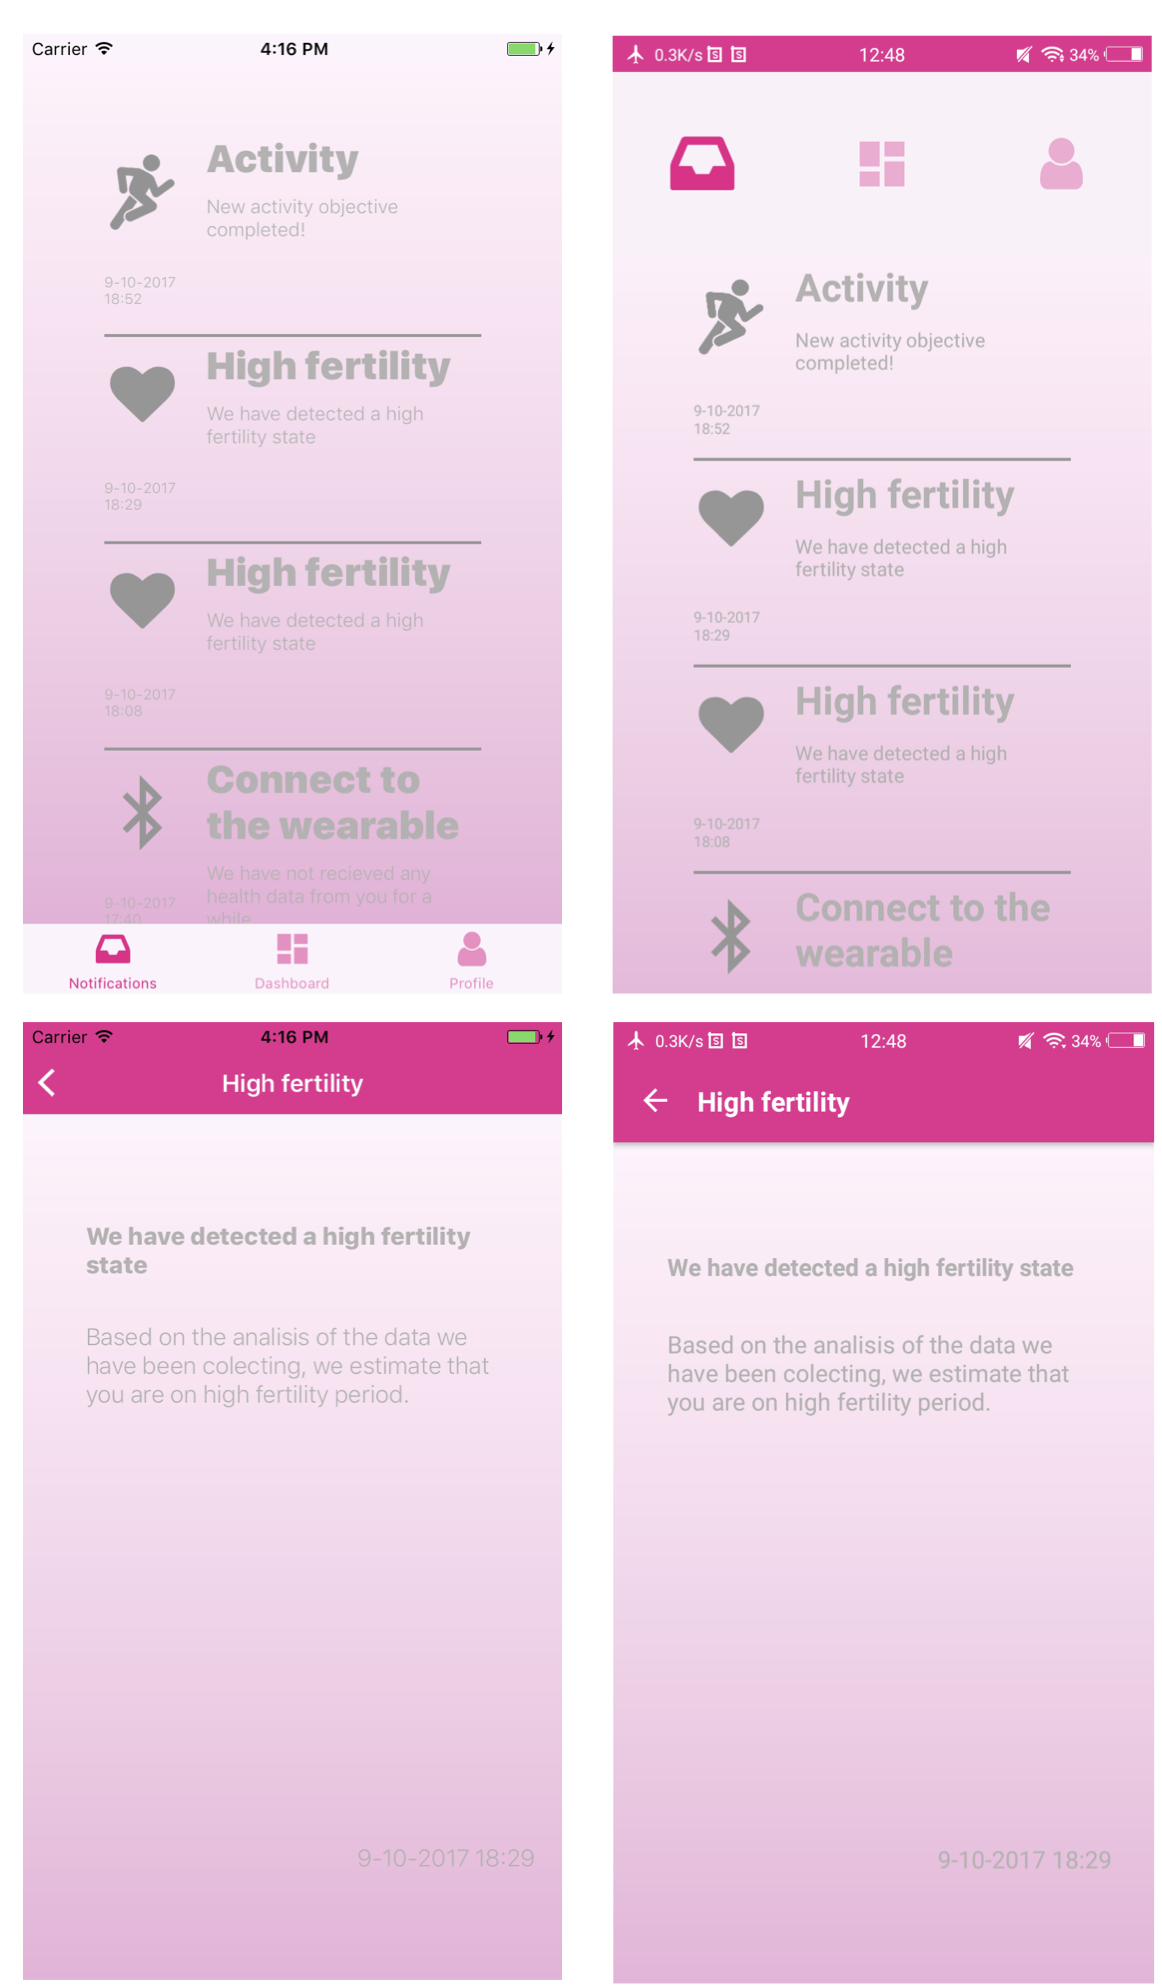 Carrier
4:16 PM
Activity
New activity objective
completed!
9-10-2017
18:52
High fertility
We have detected a high
fertility state
9-10-2017
18:29
High fertility
We have detected a high
fertility state
9-10-2017
18:08
Connect to
the wearable
We have not recieved any
health data from you for a
while
9-10-2017
17:40
Notifications
Dashboard
Profile
0.3K/s
12:48
34%
Activity
New activity objective
completed!
9-10-2017
18:52
High fertility
We have detected a high
fertility state
9-10-2017
18:29
High fertility
We have detected a high
fertility state
9-10-2017
18:08
Connect to the
wearable
Carrier
4:16 PM
High fertility
We have detected a high fertility
state
Based on the analisis of the data we
have been colecting, we estimate that
you are on high fertility period.
9-10-2017 18:29
0.3K/s
12:48
34%
High fertility
We have detected a high fertility state
Based on the analisis of the data we
have been colecting, we estimate that
you are on high fertility period.
9-10-2017 18:29